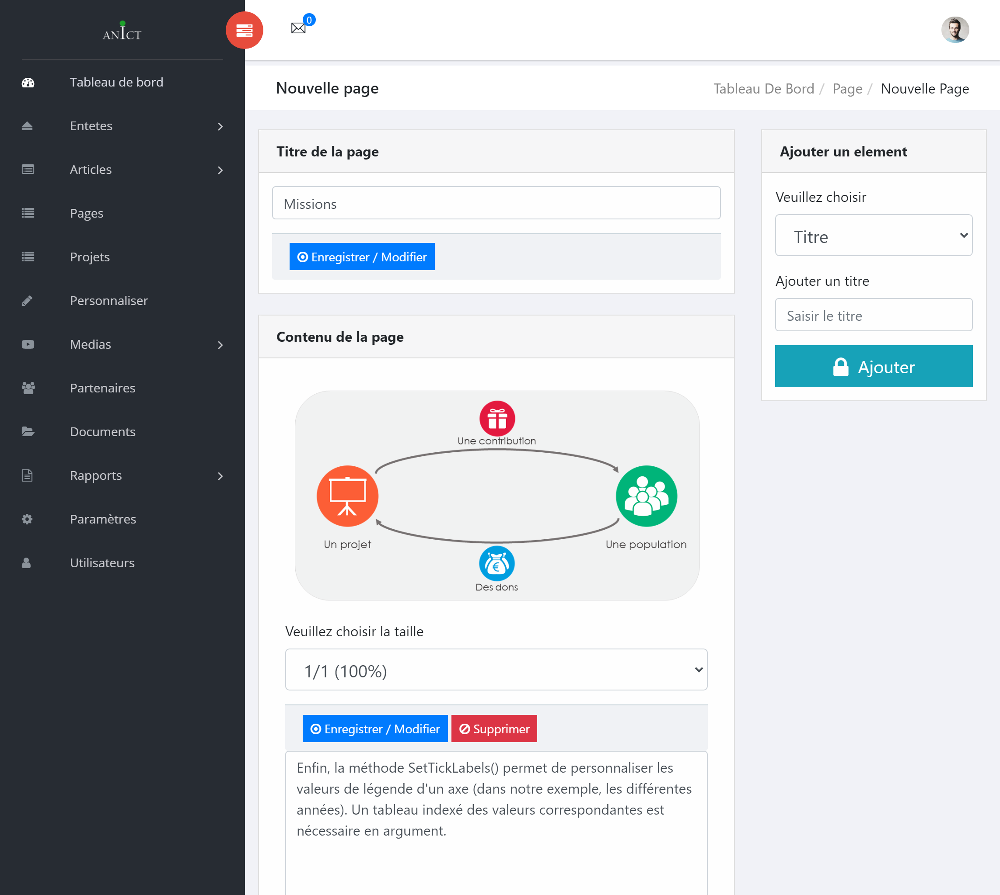 ANICT
0
Tableau de bord
Entetes
Articles
Pages
Projets
Personnaliser
Medias
Partenaires
Documents
Rapports
Paramètres
Utilisateurs
Nouvelle page
Tableau De Bord / Page / Nouvelle Page
Titre de la page
Missions
Enregistrer / Modifier
Contenu de la page
Une contribution
Un projet
Une population
€
Des dons
Veuillez choisir la taille
1/1 (100%)
Enregistrer / Modifier
Supprimer
Enfin, la méthode SetTickLabels() permet de personnaliser les
valeurs de légende d'un axe (dans notre exemple, les différentes
années). Un tableau indexé des valeurs correspondantes est
nécessaire en argument.
Ajouter un element
Veuillez choisir
Titre
Ajouter un titre
Saisir le titre
Ajouter